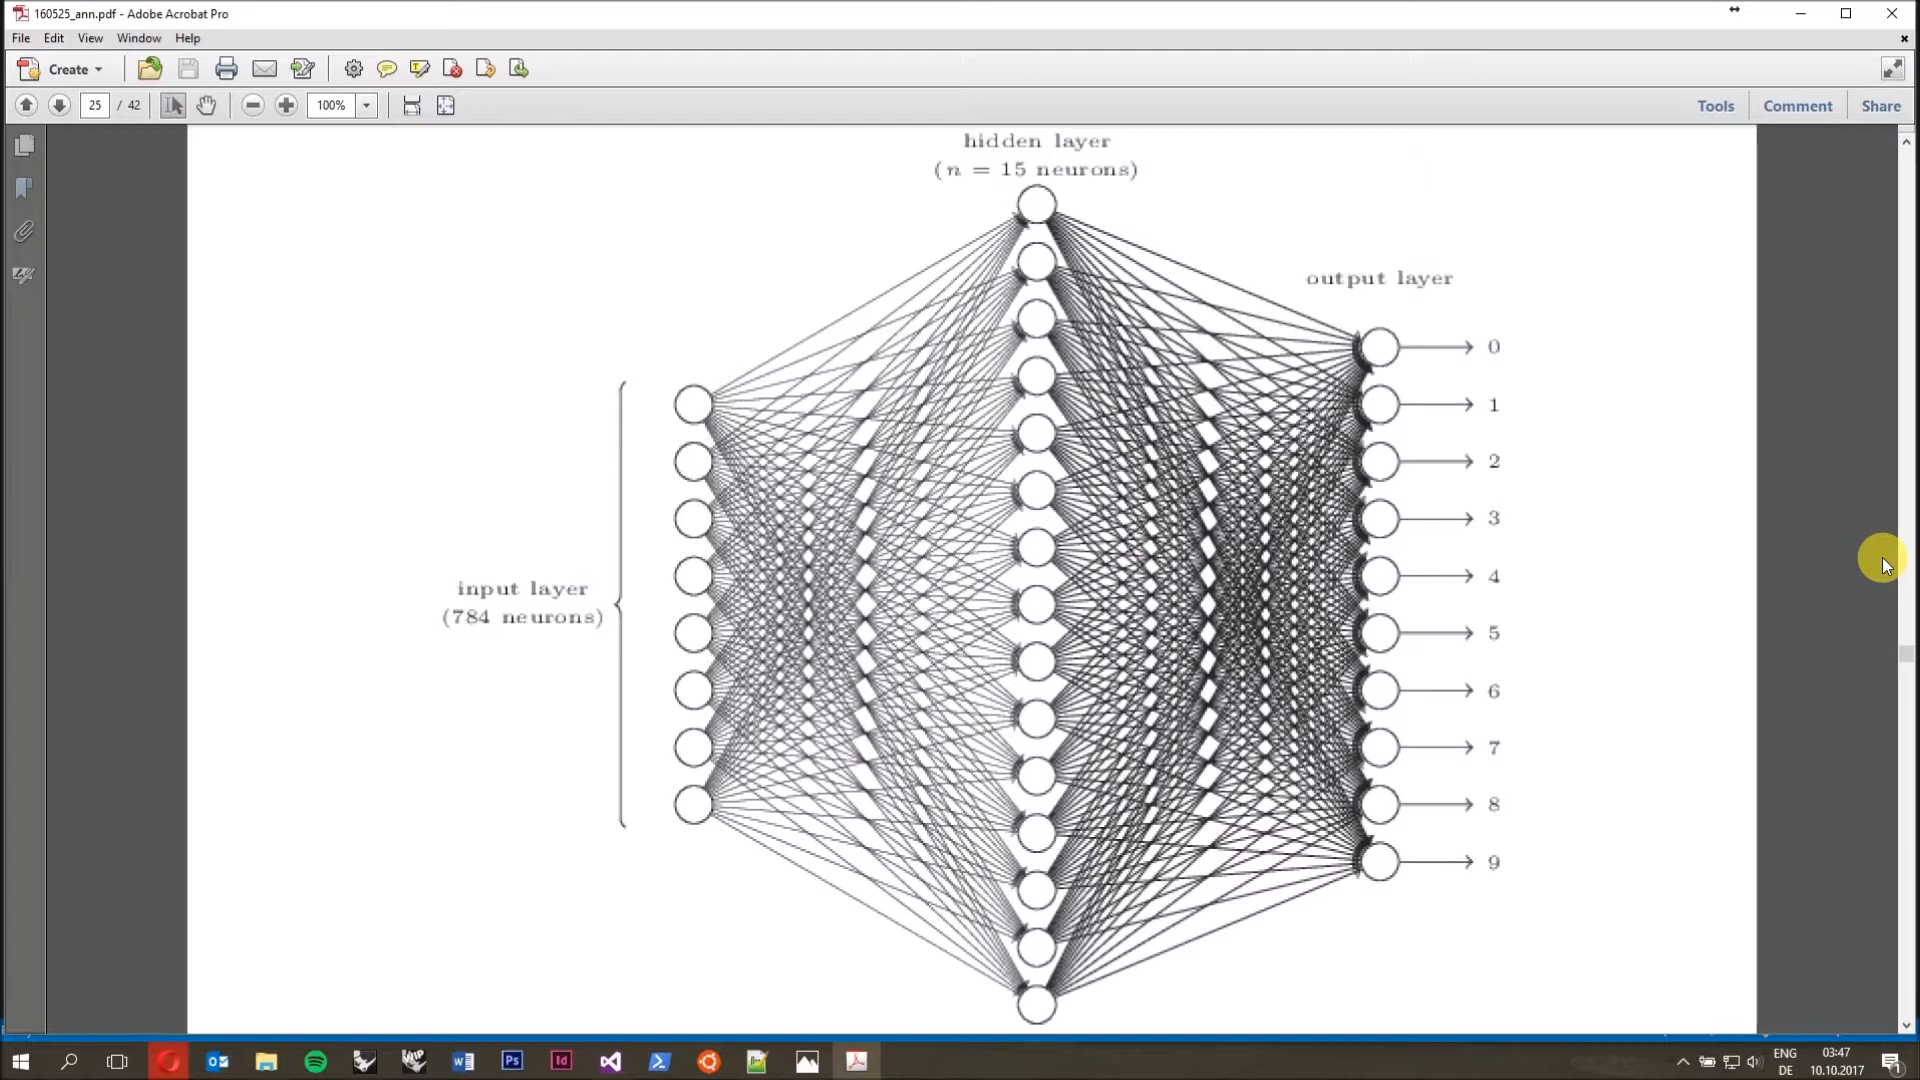 160525_ann.pdf - Adobe Acrobat Pro
File Edit View Window Help
Create
25 / 42
100%
Tools Comment Share
hidden layer
(n = 15 neurons)
output layer
0
1
2
3
4
5
6
7
8
9
input layer
(784 neurons)
ENG 03:47
DE 10.10.2017
1